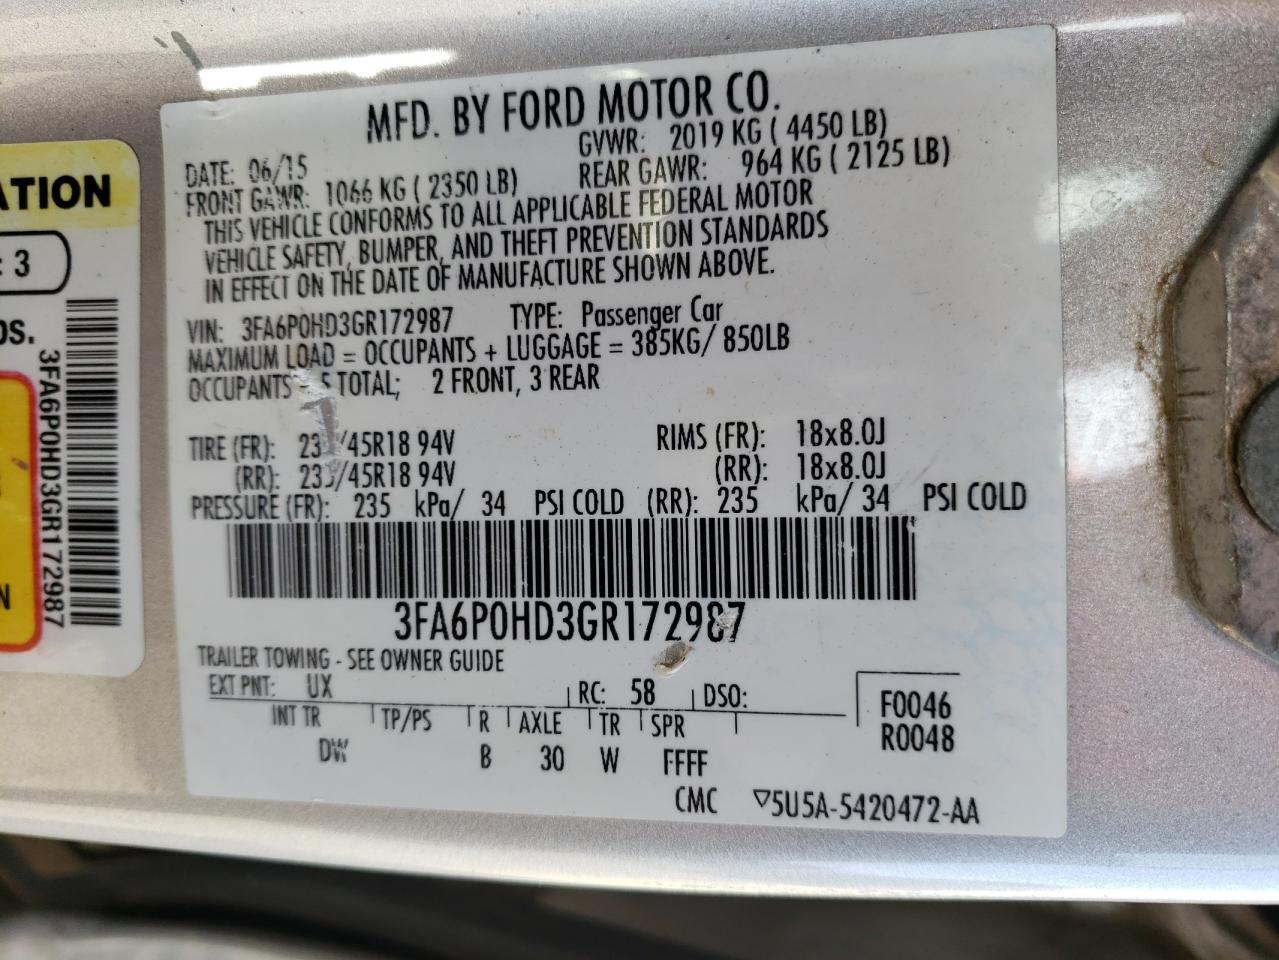 MFD. BY FORD MOTOR CO.
DATE: 06/15 GVWR: 2019 KG ( 4450 LB)
FRONT GAWR: 1066 KG ( 2350 LB) REAR GAWR: 964 KG ( 2125 LB)
THIS VEHICLE CONFORMS TO ALL APPLICABLE FEDERAL MOTOR
VEHICLE SAFETY, BUMPER, AND THEFT PREVENTION STANDARDS
IN EFFECT ON THE DATE OF MANUFACTURE SHOWN ABOVE.
VIN: 3FA6P0HD3GR172987 TYPE: Passenger Car
MAXIMUM LOAD = OCCUPANTS + LUGGAGE = 385KG/ 850LB
OCCUPANTS = 5 TOTAL; 2 FRONT, 3 REAR
TIRE (FR): /45R18 94V RIMS (FR): 18x8.0J
(RR): /45R18 94V (RR): 18x8.0J
PRESSURE (FR): 235 kPa/ 34 PSI COLD (RR): 235 kPa/ 34 PSI COLD
3FA6P0HD3GR172987
TRAILER TOWING - SEE OWNER GUIDE
EXT PNT: UX RC: 58 DSO:
INT TR TP/PS R AXLE TR SPR
DW B 30 W FFFF
F0046
R0048
CMC ▽5U5A-5420472-AA
ATION
: 3
DS.
3FA6P0HD3GR172987
N